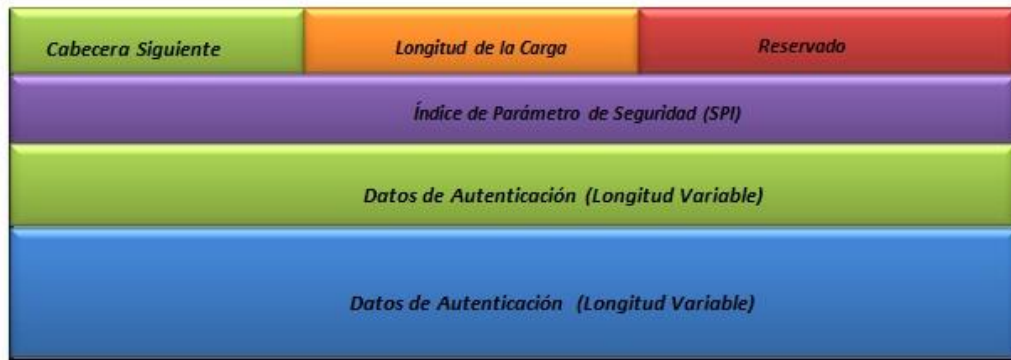 Cabecera Siguiente
Longitud de la Carga
Reservado
Índice de Parámetro de Seguridad (SPI)
Datos de Autenticación (Longitud Variable)
Datos de Autenticación (Longitud Variable)